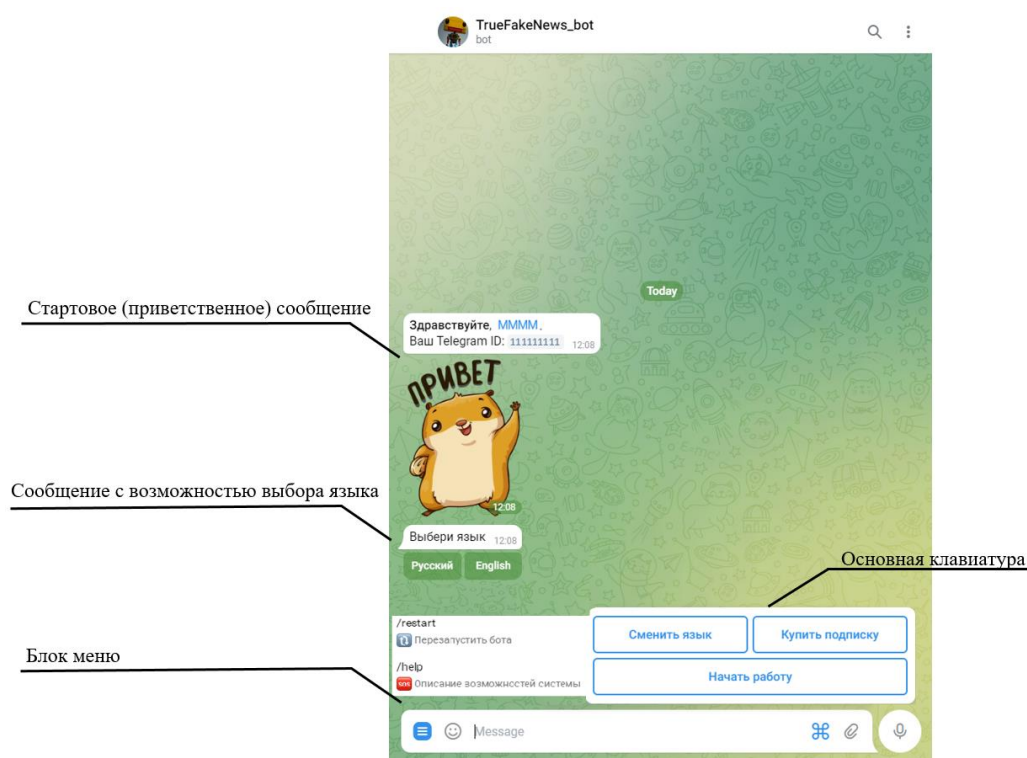 TrueFakeNews_bot
bot
Today
Стартовое (приветственное) сообщение
Здравствуйте, MMMM,
Ваш Telegram ID: 111111111 12:08
ПРИВЕТ
12:08
Сообщение с возможностью выбора языка
Выбери язык 12:08
Русский English
Основная клавиатура
/restart
Перезапустить бота
Сменить язык Купить подписку
Блок меню
/help
SOS Описание возможностей системы
Начать работу
Message